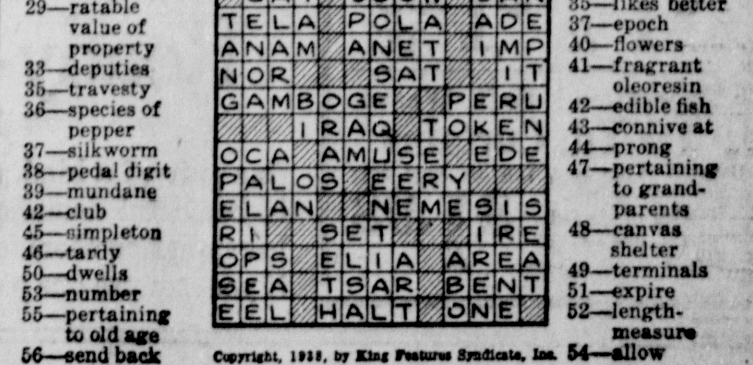 29—ratable
value of
property
33—deputies
35—travesty
36—species of
pepper
37—silkworm
38—pedal digit
39—mundane
42—club
45—simpleton
46—tardy
50—dwells
53—number
55—pertaining
to old age
56—send back
TELA POLA ADE
ANAM ANET IMP
NOR SAT IT
GAMBOGE PERU
IRAQ TOKEN
OCA AMUSE EDE
PALOS EERY
ELAN NEMESIS
RI SET IRE
OPS ELIA AREA
SEA TSAR BENT
EEL HALT ONE
Copyright, 1938, by King Features Syndicate, Inc.
35—likes better
37—epoch
40—flowers
41—fragrant
oleoresin
42—edible fish
43—connive at
44—prong
47—pertaining
to grand-
parents
48—canvas
shelter
49—terminals
51—expire
52—length-
measure
54—allow